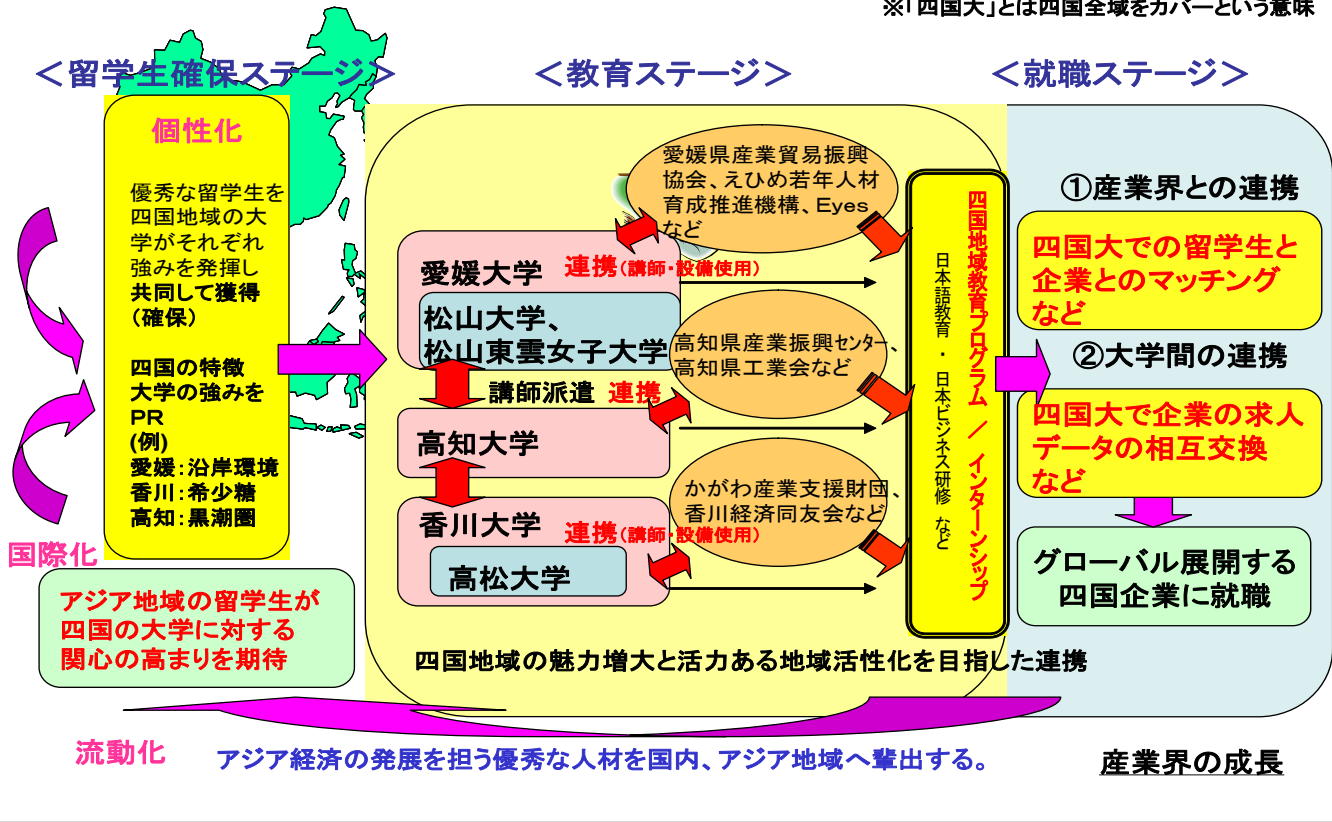 ※「四国大」とは四国全域をカバーという意味
＜留学生確保ステージ＞
＜教育ステージ＞
＜就職ステージ＞
個性化
優秀な留学生を
四国地域の大
学がそれぞれ
強みを発揮し
共同して獲得
（確保）
四国の特徴
大学の強みを
PR
(例)
愛媛：沿岸環境
香川：希少糖
高知：黒潮圏
国際化
アジア地域の留学生が
四国の大学に対する
関心の高まりを期待
愛媛県産業貿易振興
協会、えひめ若年人材
育成推進機構、Eyes
など
愛媛大学
連携（講師・設備使用）
松山大学、
松山東雲女子大学
高知県産業振興センター、
高知県工業会など
講師派遣 連携
高知大学
かがわ産業支援財団、
香川経済同友会など
香川大学
連携（講師・設備使用）
高松大学
四国地域教育プログラム ／ インターンシップ
日本語教育 ・ 日本ビジネス研修 など
四国地域の魅力増大と活力ある地域活性化を目指した連携
①産業界との連携
四国大での留学生と
企業とのマッチング
など
②大学間の連携
四国大で企業の求人
データの相互交換
など
グローバル展開する
四国企業に就職
流動化
アジア経済の発展を担う優秀な人材を国内、アジア地域へ輩出する。
産業界の成長